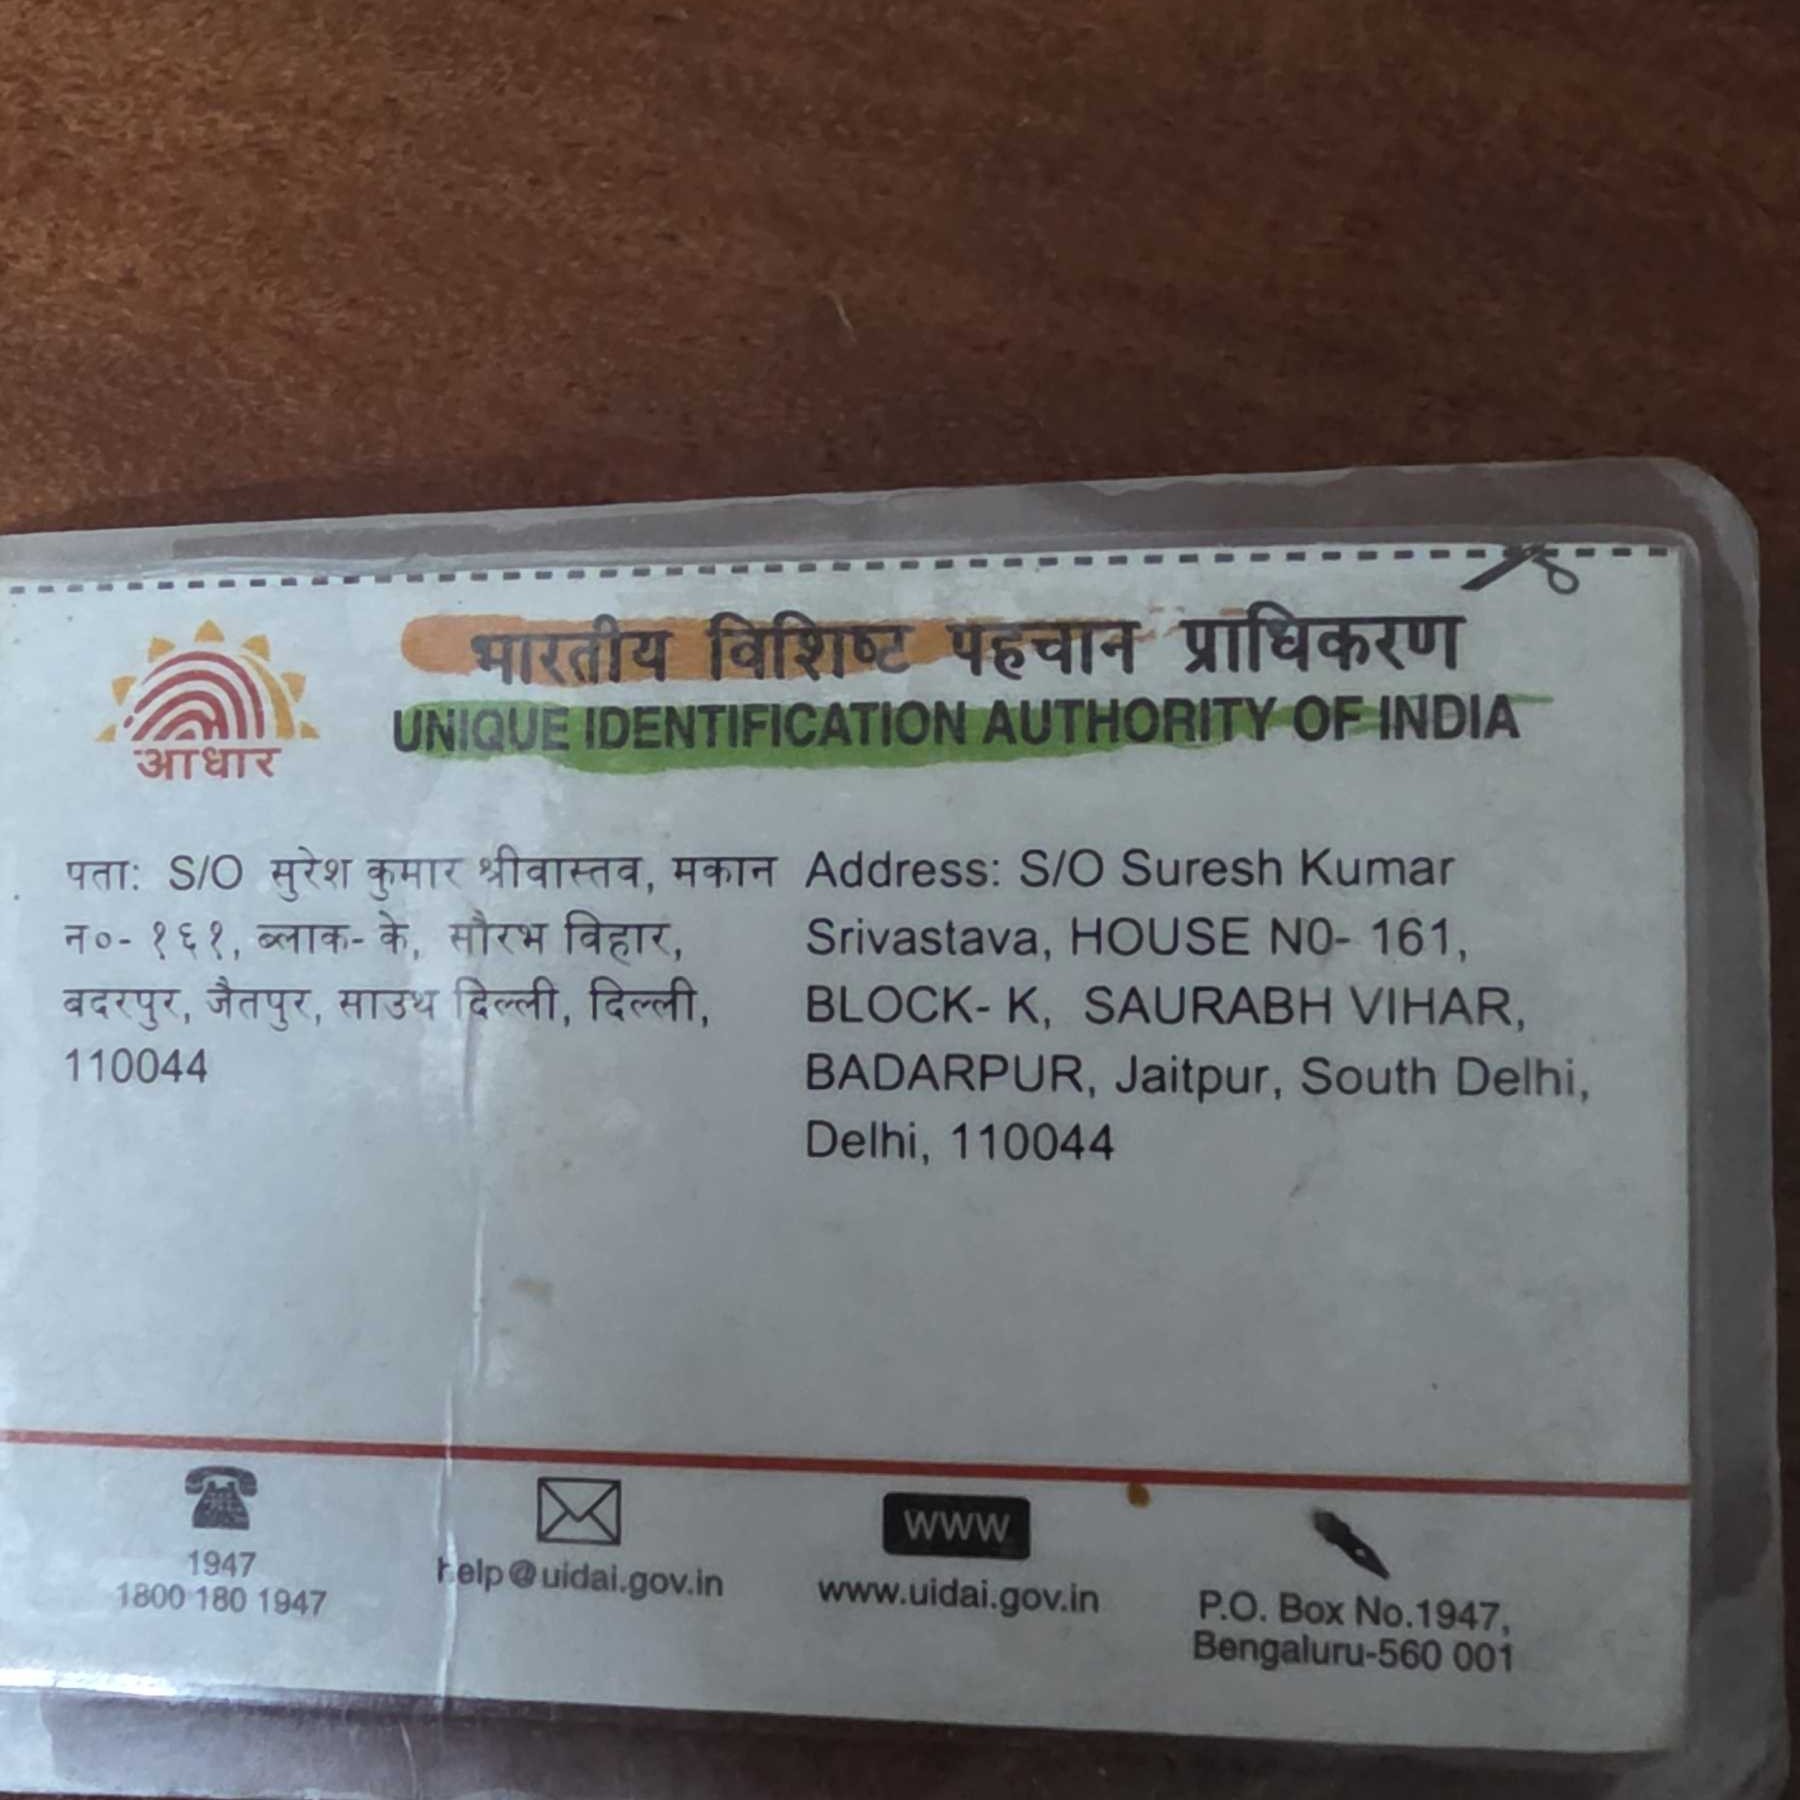 भारतीय विशिष्ट पहचान प्राधिकरण
UNIQUE IDENTIFICATION AUTHORITY OF INDIA
आधार
पता: S/O सुरेश कुमार श्रीवास्तव, मकान
न०- १६१, ब्लाक- के, सौरभ विहार,
बदरपुर, जैतपुर, साउथ दिल्ली, दिल्ली,
110044
Address: S/O Suresh Kumar
Srivastava, HOUSE N0- 161,
BLOCK- K, SAURABH VIHAR,
BADARPUR, Jaitpur, South Delhi,
Delhi, 110044
1947
1800 180 1947
help@uidai.gov.in
WWW
www.uidai.gov.in
P.O. Box No.1947,
Bengaluru-560 001